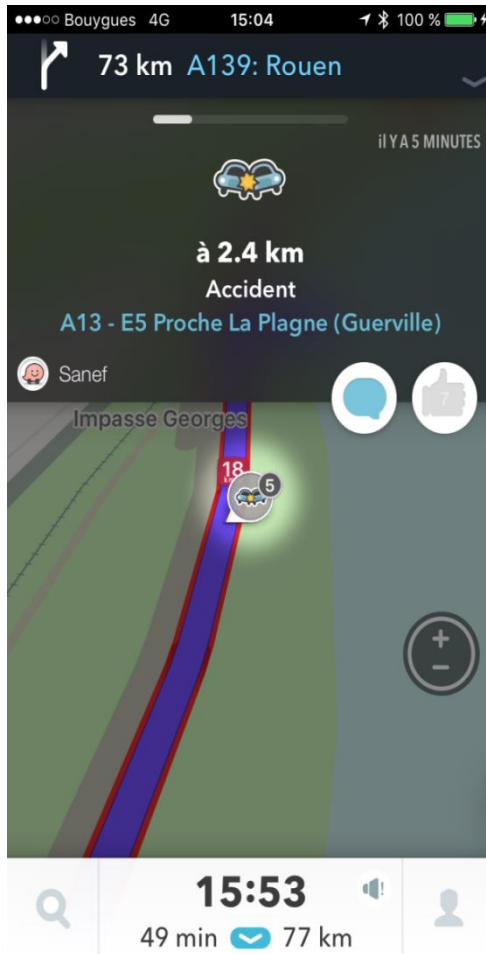 Bouygues 4G 15:04 100 %
73 km A139: Rouen
il Y A 5 MINUTES
à 2.4 km
Accident
A13 - E5 Proche La Plagne (Guerville)
Sanef
7
Impasse Georges
18
5
+
-
15:53
49 min 77 km